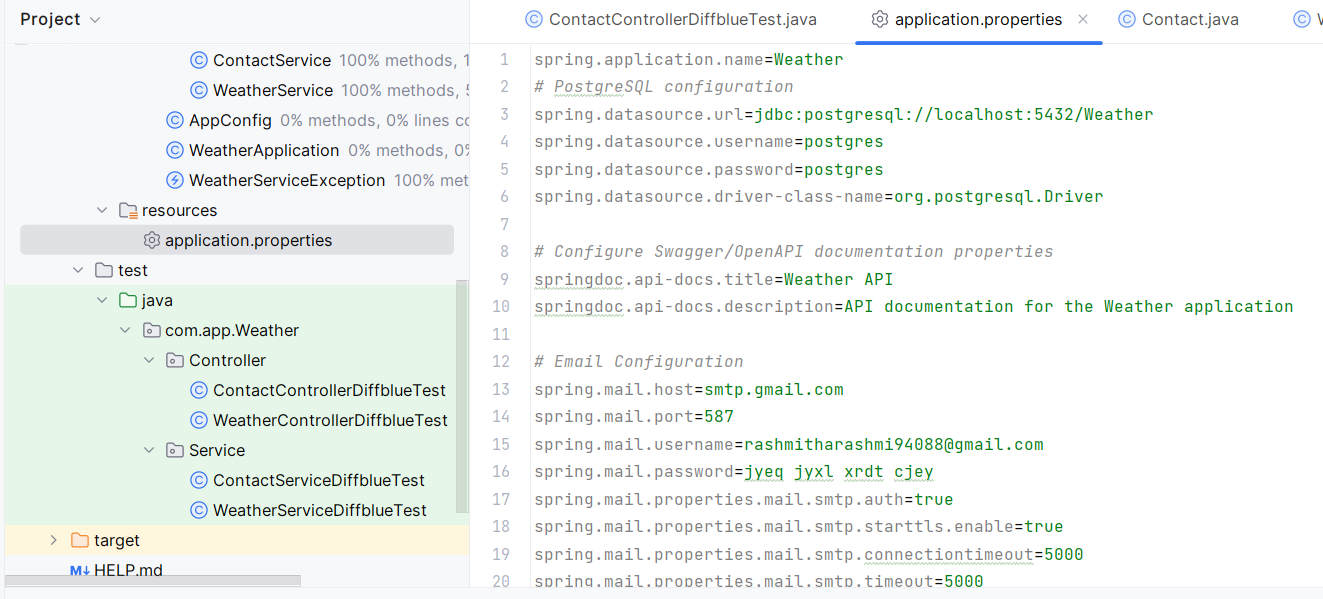 Project
ContactControllerDiffblueTest.java
application.properties
Contact.java
ContactService 100% methods, 1
WeatherService 100% methods, 5
AppConfig 0% methods, 0% lines co
WeatherApplication 0% methods, 0%
WeatherServiceException 100% met
resources
application.properties
test
java
com.app.Weather
Controller
ContactControllerDiffblueTest
WeatherControllerDiffblueTest
Service
ContactServiceDiffblueTest
WeatherServiceDiffblueTest
target
M↓ HELP.md
1 spring.application.name=Weather
2 # PostgreSQL configuration
3 spring.datasource.url=jdbc:postgresql://localhost:5432/Weather
4 spring.datasource.username=postgres
5 spring.datasource.password=postgres
6 spring.datasource.driver-class-name=org.postgresql.Driver
7
8 # Configure Swagger/OpenAPI documentation properties
9 springdoc.api-docs.title=Weather API
10 springdoc.api-docs.description=API documentation for the Weather application
11
12 # Email Configuration
13 spring.mail.host=smtp.gmail.com
14 spring.mail.port=587
15 spring.mail.username=rashmitharashmi94088@gmail.com
16 spring.mail.password=jyeq jyxl xrdt cjey
17 spring.mail.properties.mail.smtp.auth=true
18 spring.mail.properties.mail.smtp.starttls.enable=true
19 spring.mail.properties.mail.smtp.connectiontimeout=5000
20 spring.mail.properties.mail.smtp.timeout=5000